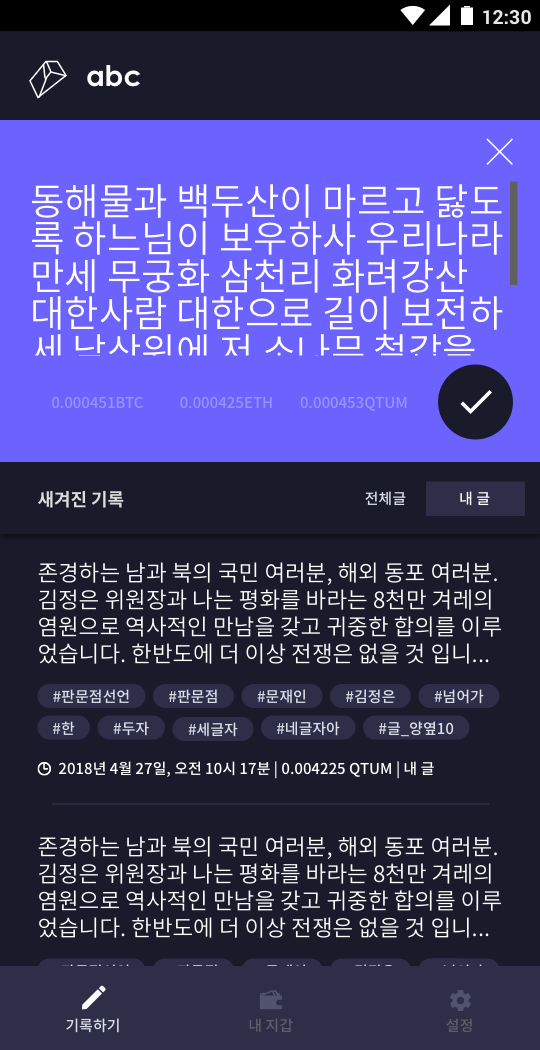 12:30
abc
동해물과 백두산이 마르고 닳도
록 하느님이 보우하사 우리나라
만세 무궁화 삼천리 화려강산
대한사람 대한으로 길이 보전하
세 남산위에 저 소나무 철갑을
0.000451BTC 0.000425ETH 0.000453QTUM
새겨진 기록 전체글 내 글
존경하는 남과 북의 국민 여러분, 해외 동포 여러분.
김정은 위원장과 나는 평화를 바라는 8천만 겨레의
염원으로 역사적인 만남을 갖고 귀중한 합의를 이루
었습니다. 한반도에 더 이상 전쟁은 없을 것 입니...
#판문점선언 #판문점 #문재인 #김정은 #넘어가
#한 #두자 #세글자 #네글자야 #글_양옆10
2018년 4월 27일, 오전 10시 17분 | 0.004225 QTUM | 내 글
존경하는 남과 북의 국민 여러분, 해외 동포 여러분.
김정은 위원장과 나는 평화를 바라는 8천만 겨레의
염원으로 역사적인 만남을 갖고 귀중한 합의를 이루
었습니다. 한반도에 더 이상 전쟁은 없을 것 입니...
기록하기 내 지갑 설정